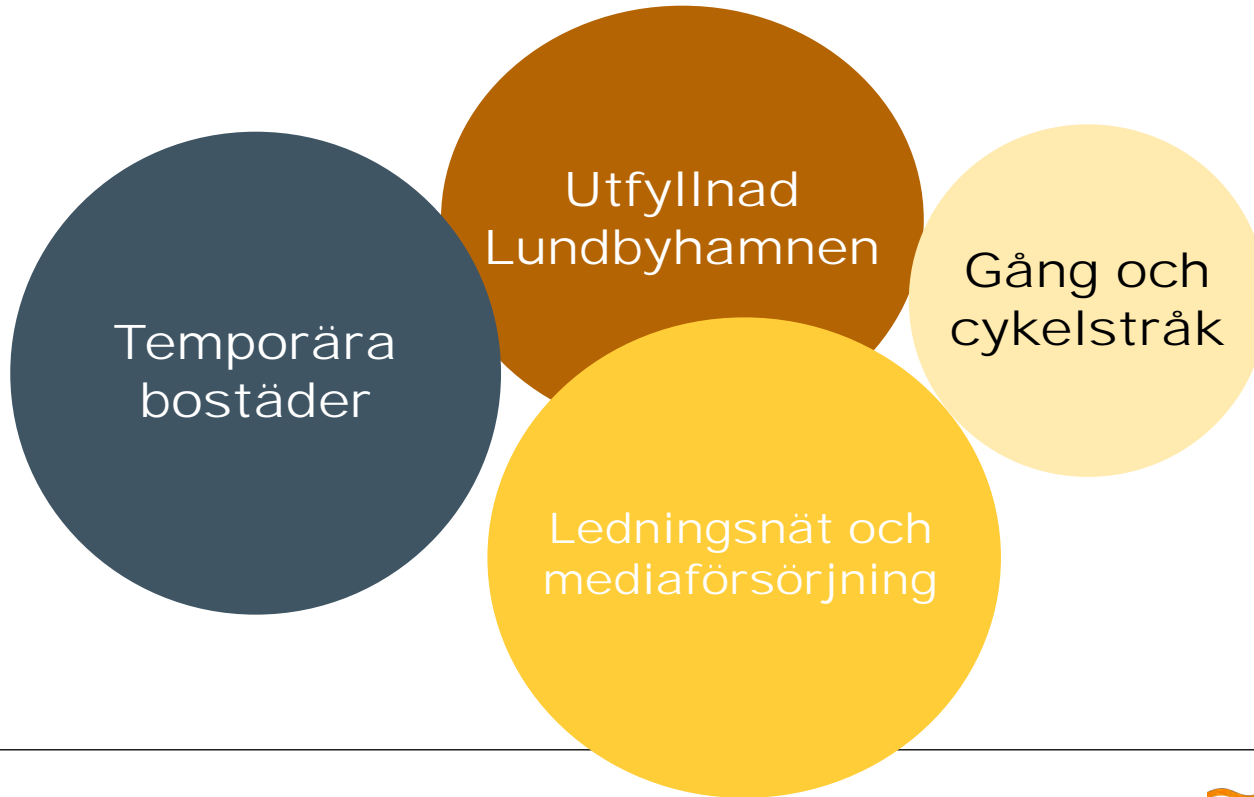 Utfyllnad
Lundbyhamnen
Gång och
cykelstråk
Temporära
bostäder
Ledningsnät och
mediaförsörjning